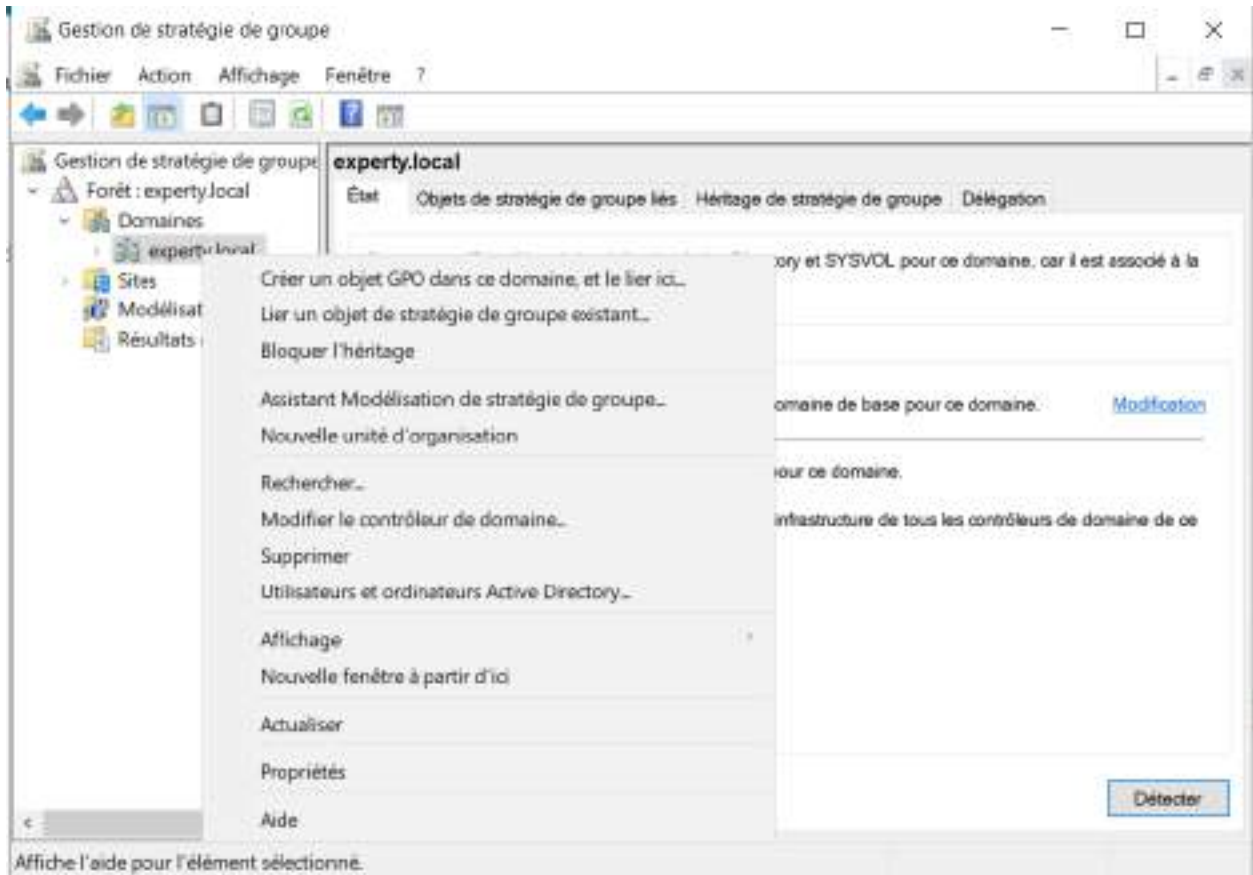 Gestion de stratégie de groupe
Fichier Action Affichage Fenêtre ?
Gestion de stratégie de groupe
Forêt : experty.local
Domaines
experty.local
Sites
Modélisat
Résultats
experty.local
État Objets de stratégie de groupe liés Héritage de stratégie de groupe Délégation
ory et SYSVOL pour ce domaine, car il est associé à la
omaine de base pour ce domaine. Modification
our ce domaine.
infrastructure de tous les contrôleurs de domaine de ce
Détecter
Créer un objet GPO dans ce domaine, et le lier ici...
Lier un objet de stratégie de groupe existant...
Bloquer l'héritage
Assistant Modélisation de stratégie de groupe...
Nouvelle unité d'organisation
Rechercher...
Modifier le contrôleur de domaine...
Supprimer
Utilisateurs et ordinateurs Active Directory...
Affichage
Nouvelle fenêtre à partir d'ici
Actualiser
Propriétés
Aide
Affiche l'aide pour l'élément sélectionné.